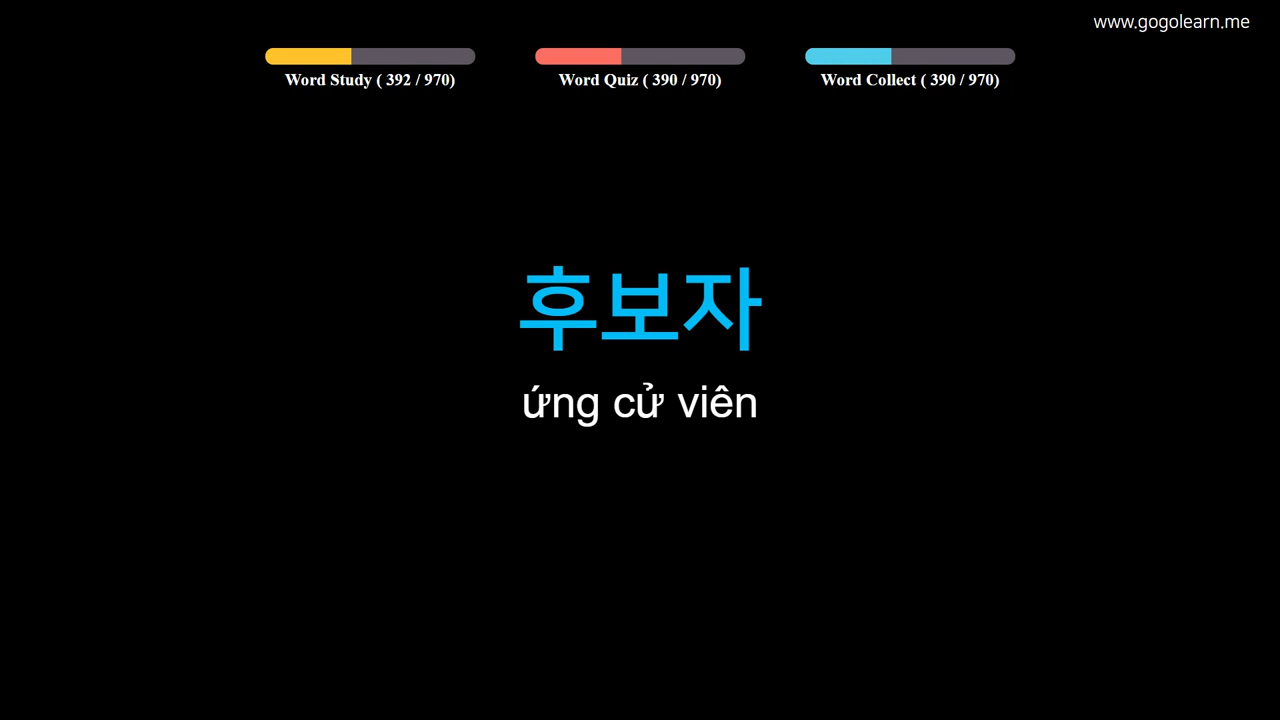 www.gogolearn.me
Word Study ( 392 / 970)
Word Quiz ( 390 / 970)
Word Collect ( 390 / 970)
후보자
ứng cử viên